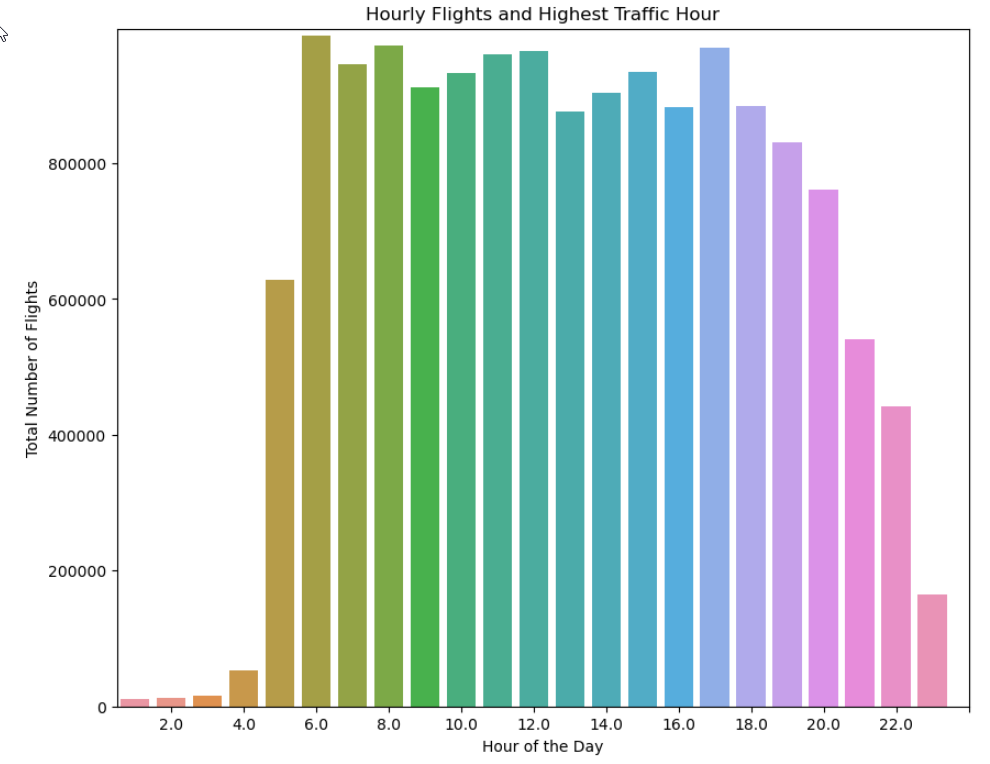 Hourly Flights and Highest Traffic Hour
Total Number of Flights
800000
600000
400000
200000
0
2.0 4.0 6.0 8.0 10.0 12.0 14.0 16.0 18.0 20.0 22.0
Hour of the Day